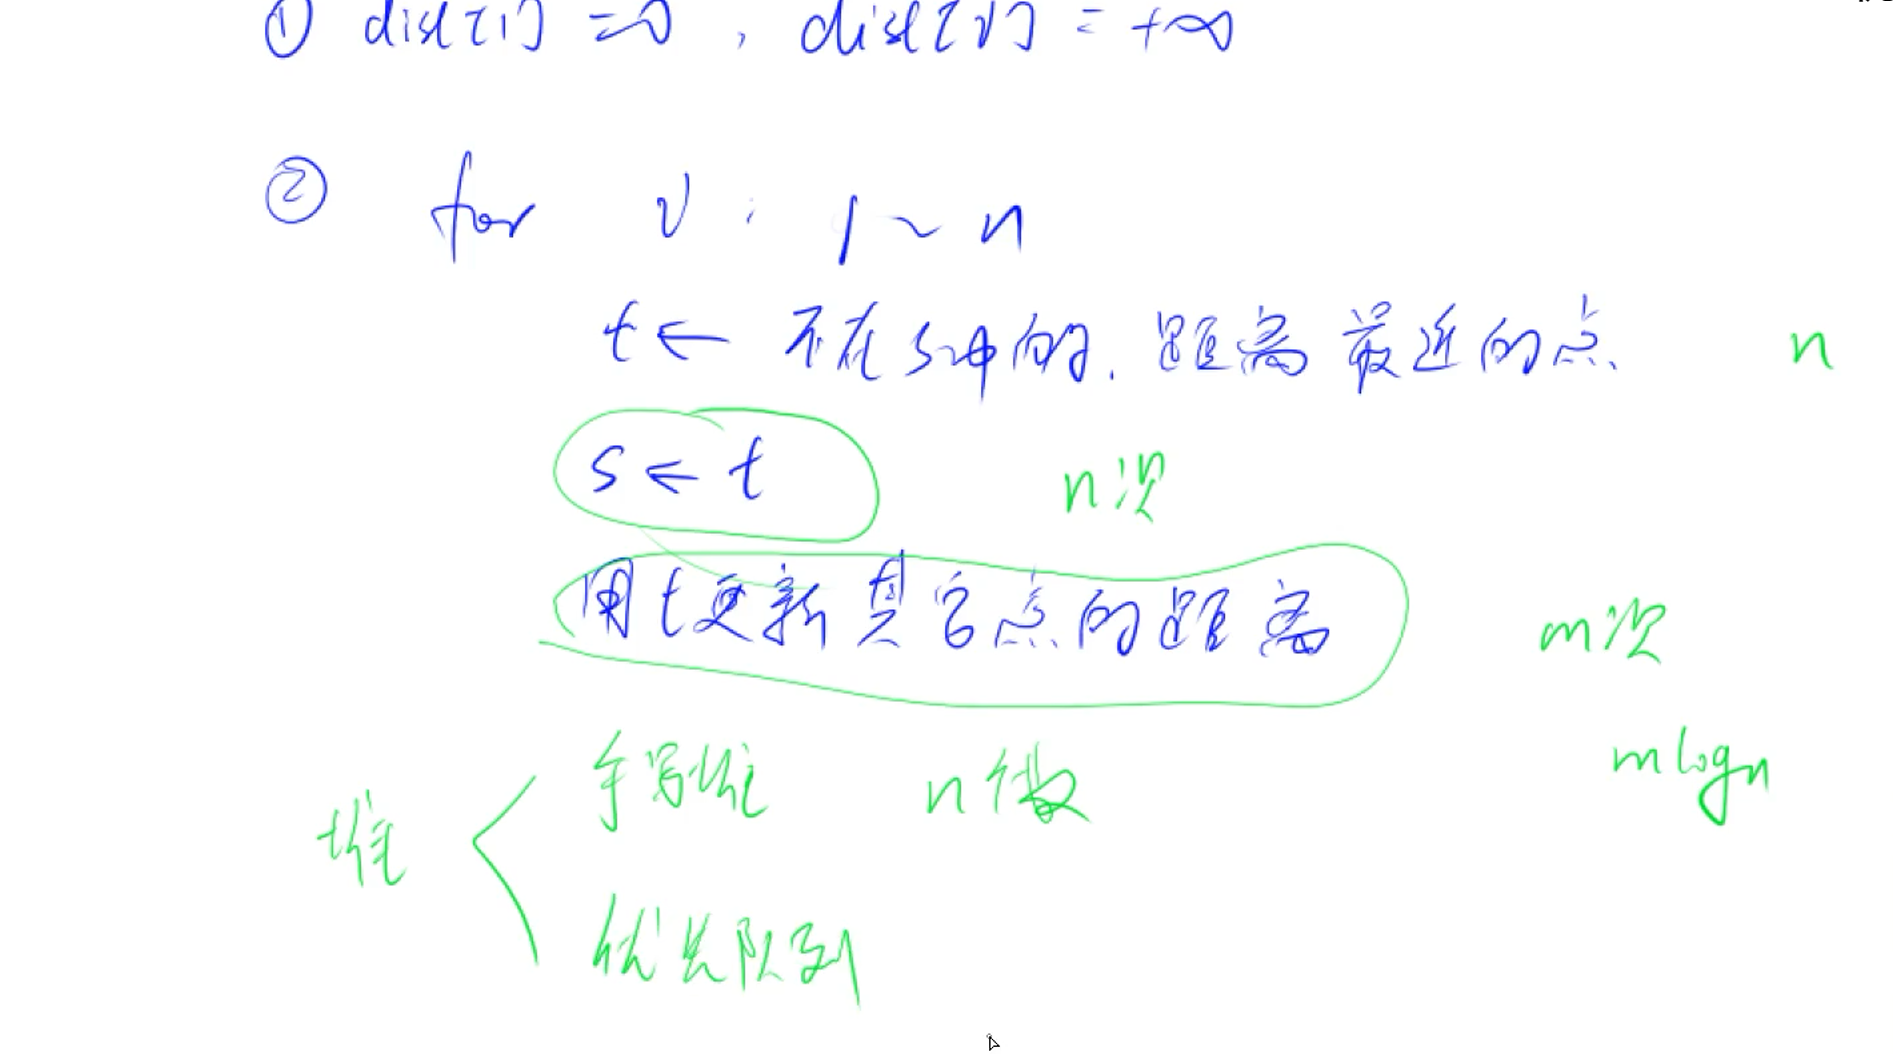 ① dist[1] = 0, dist[i] = +∞
② for i: 1 ~ n
t ← 不在s中的，距离最近的点 n
s ← t n次
用t更新其它点的距离 m次
mlogn
堆
手写堆 n个数
优先队列